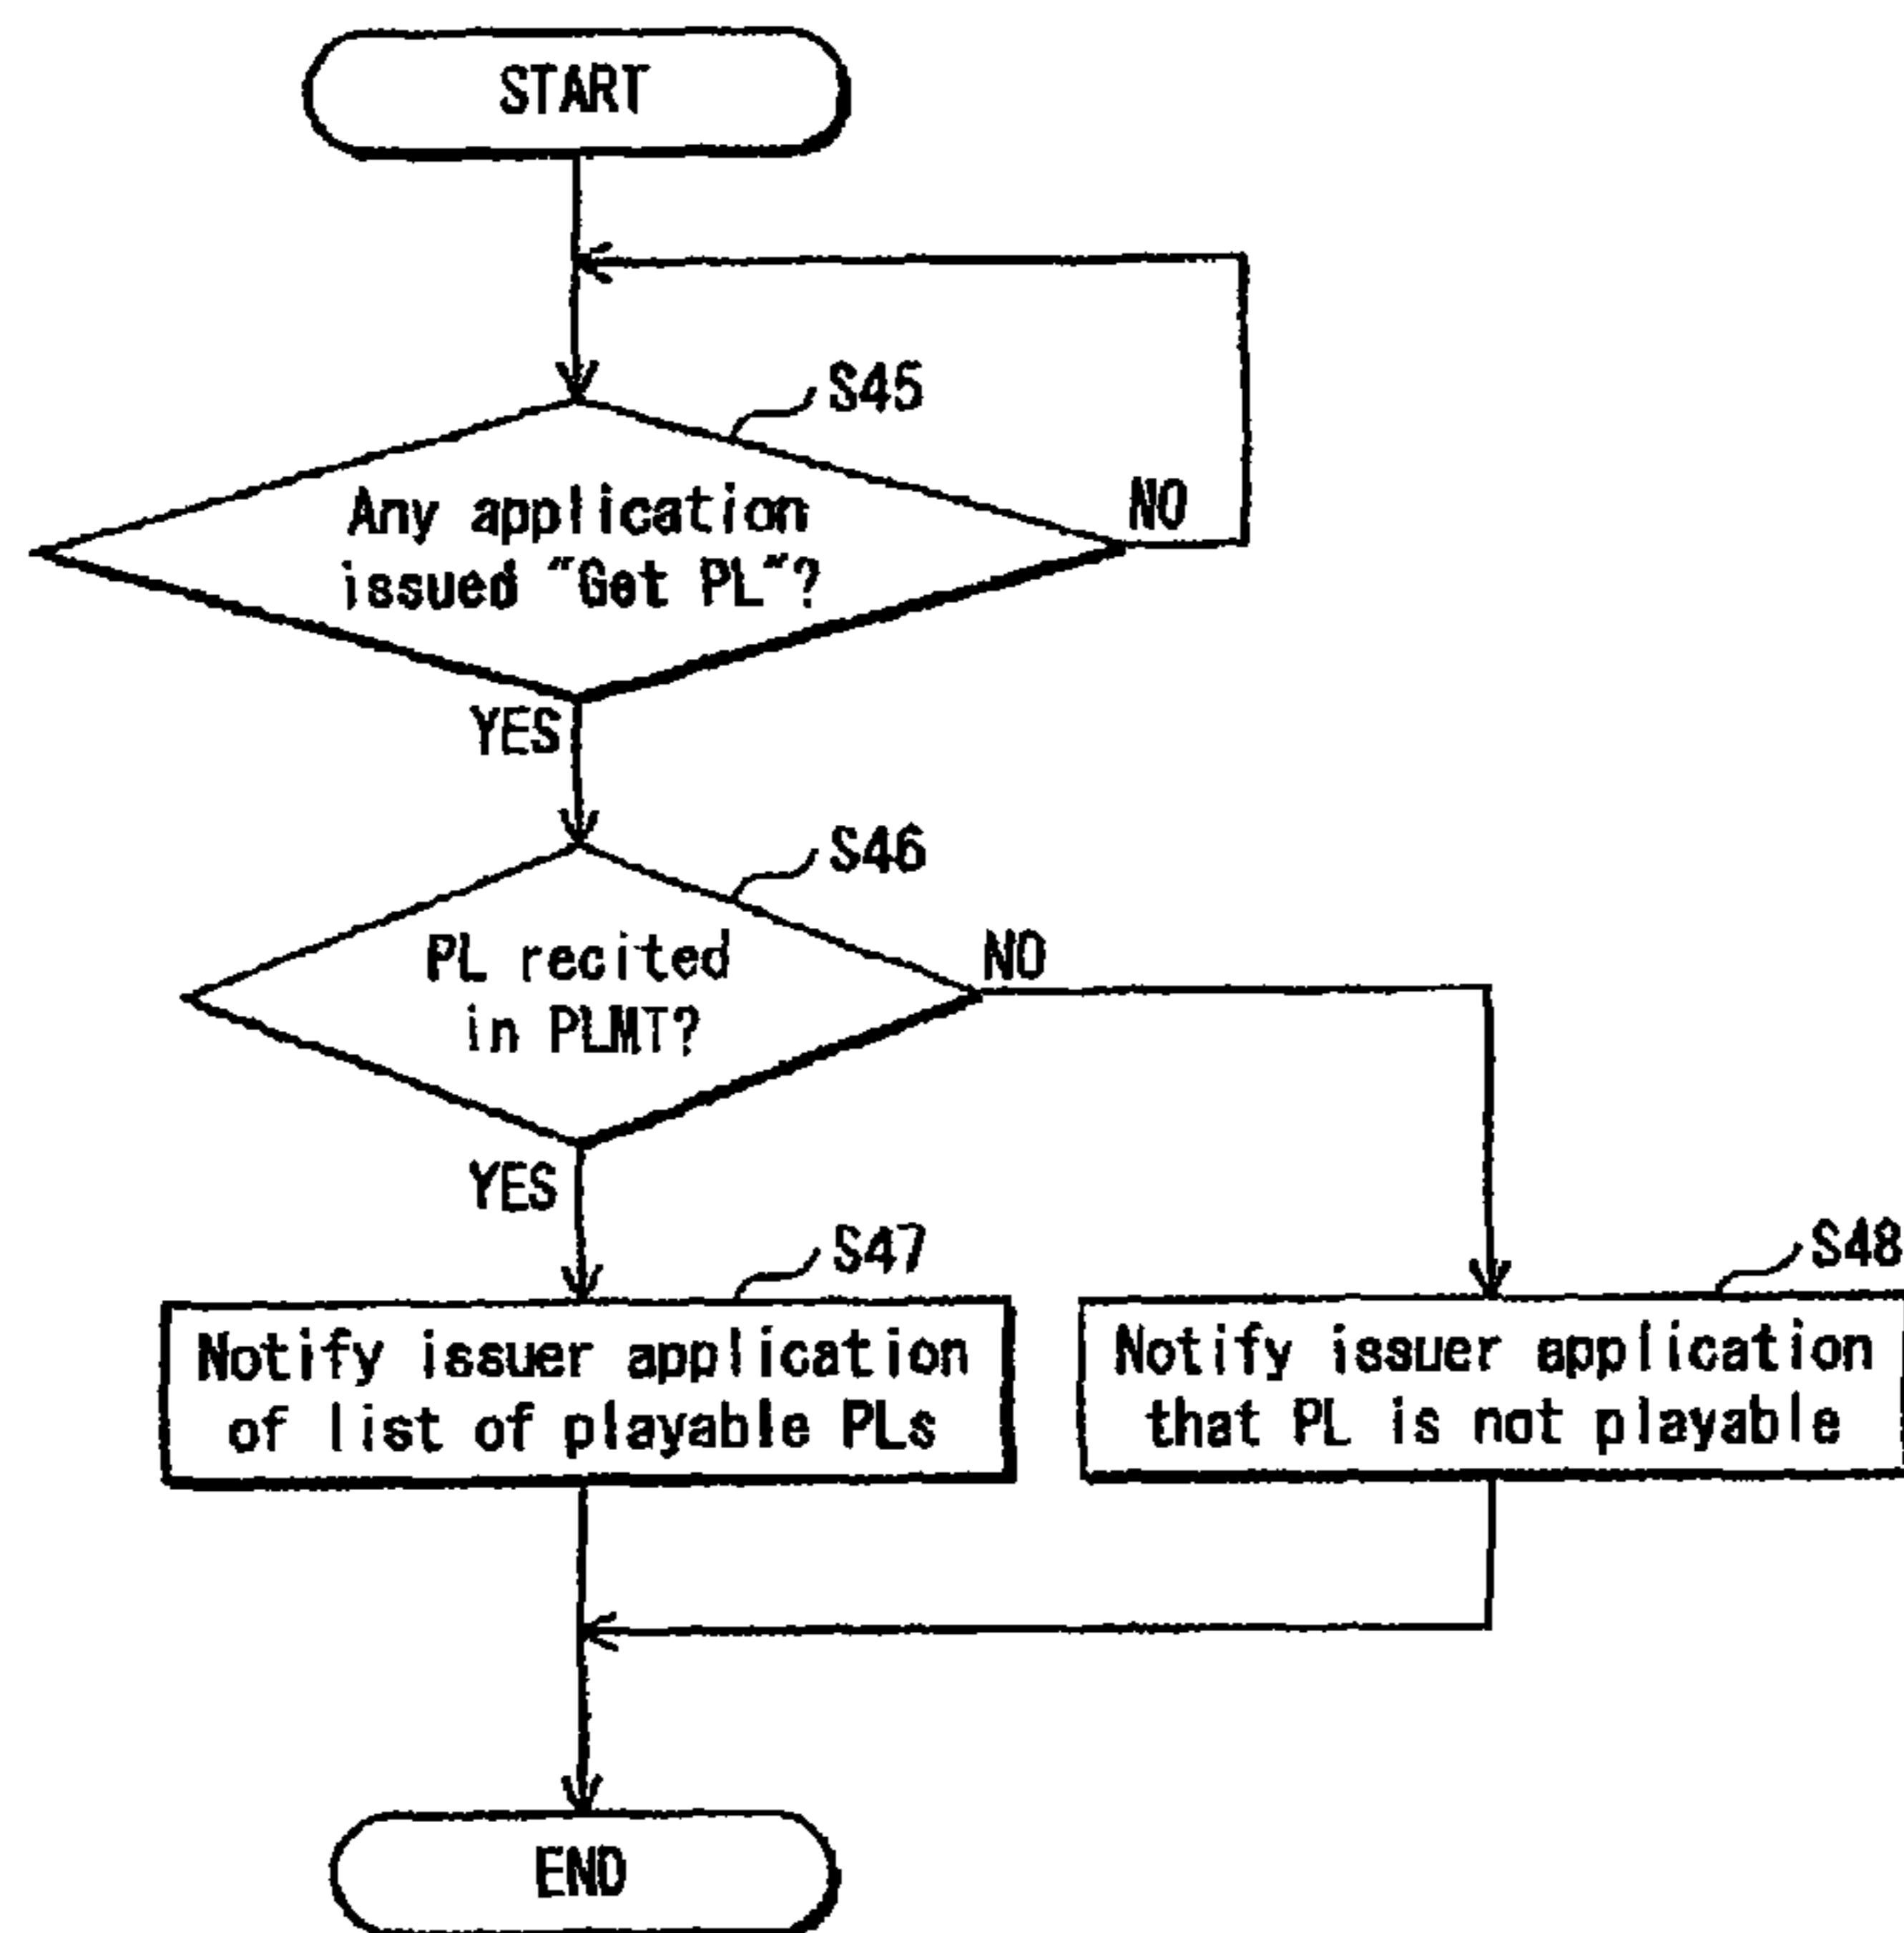 START
S45
Any application
issued "Get PL"?
NO
YES
S46
PL recited
in PLMT?
NO
YES
S47
Notify issuer application
of list of playable PLs
S48
Notify issuer application
that PL is not playable
END